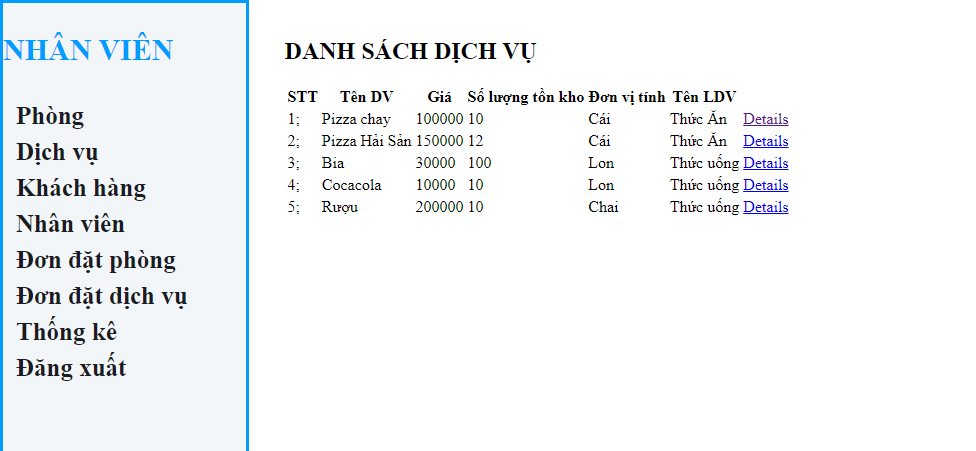 NHÂN VIÊN
Phòng
Dịch vụ
Khách hàng
Nhân viên
Đơn đặt phòng
Đơn đặt dịch vụ
Thống kê
Đăng xuất
DANH SÁCH DỊCH VỤ
STT Tên DV Giá Số lượng tồn kho Đơn vị tính Tên LDV
1; Pizza chay 100000 10 Cái Thức Ăn Details
2; Pizza Hải Sản 150000 12 Cái Thức Ăn Details
3; Bia 30000 100 Lon Thức uống Details
4; Cocacola 10000 10 Lon Thức uống Details
5; Rượu 200000 10 Chai Thức uống Details